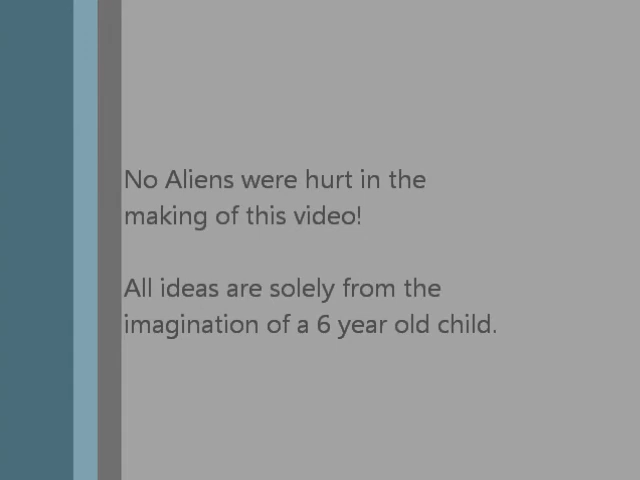 No Aliens were hurt in the
making of this video!
All ideas are solely from the
imagination of a 6 year old child.